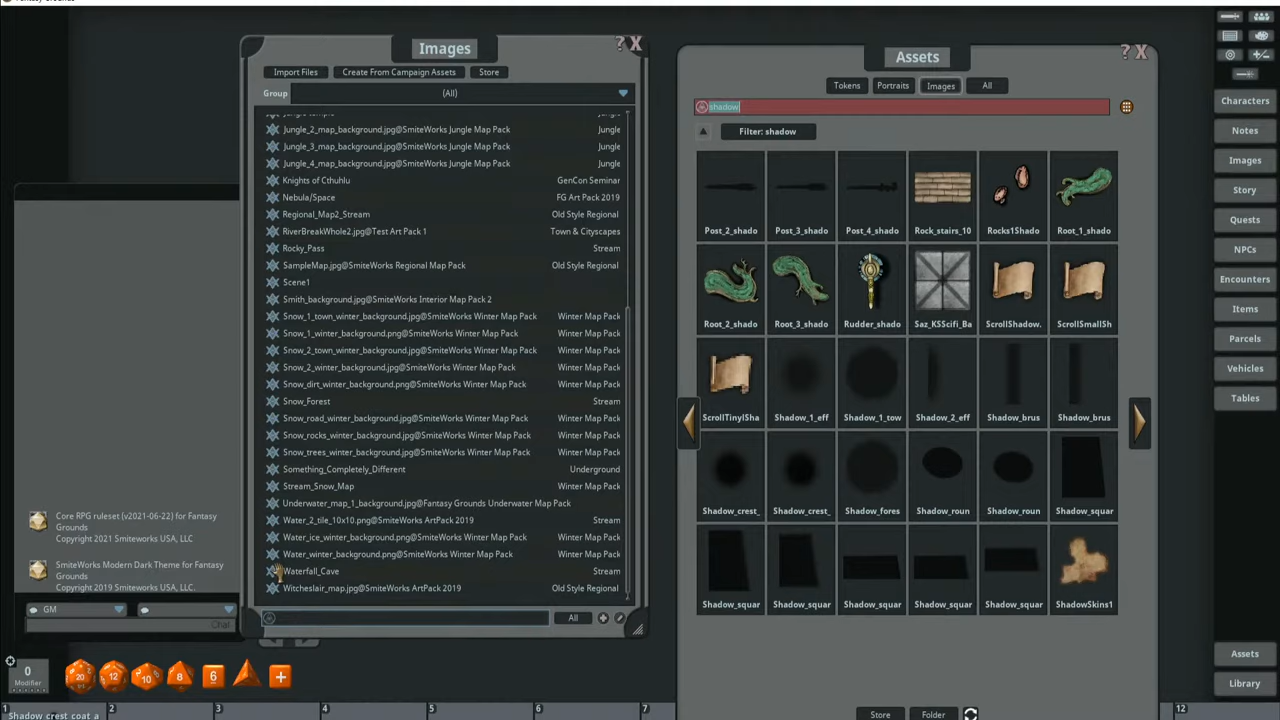 Images
? X
Import Files
Create From Campaign Assets
Store
Group
(All)
Jungle_2_map_background.jpg@SmiteWorks Jungle Map Pack Jungle
Jungle_3_map_background.jpg@SmiteWorks Jungle Map Pack Jungle
Jungle_4_map_background.jpg@SmiteWorks Jungle Map Pack Jungle
Knights of Cthuhlu GenCon Seminar
Nebula/Space FG Art Pack 2019
Regional_Map2_Stream Old Style Regional
RiverBreakWhole2.jpg@Test Art Pack 1 Town & Cityscapes
Rocky_Pass Stream
SampleMap.jpg@SmiteWorks Regional Map Pack Old Style Regional
Scene1
Smith_background.jpg@SmiteWorks Interior Map Pack 2
Snow_1_town_winter_background.jpg@SmiteWorks Winter Map Pack Winter Map Pack
Snow_1_winter_background.png@SmiteWorks Winter Map Pack Winter Map Pack
Snow_2_town_winter_background.jpg@SmiteWorks Winter Map Pack Winter Map Pack
Snow_2_winter_background.jpg@SmiteWorks Winter Map Pack Winter Map Pack
Snow_dirt_winter_background.png@SmiteWorks Winter Map Pack Winter Map Pack
Snow_Forest Stream
Snow_road_winter_background.jpg@SmiteWorks Winter Map Pack Winter Map Pack
Snow_rocks_winter_background.jpg@SmiteWorks Winter Map Pack Winter Map Pack
Snow_trees_winter_background.jpg@SmiteWorks Winter Map Pack Winter Map Pack
Something_Completely_Different Underground
Stream_Snow_Map Winter Map Pack
Underwater_map_1_background.jpg@Fantasy Grounds Underwater Map Pack
Water_2_tile_10x10.png@SmiteWorks ArtPack 2019 Stream
Water_ice_winter_background.png@SmiteWorks Winter Map Pack Winter Map Pack
Water_winter_background.png@SmiteWorks Winter Map Pack Winter Map Pack
Waterfall_Cave Stream
Witcheslair_map.jpg@SmiteWorks ArtPack 2019 Old Style Regional
All
Assets
? X
Tokens
Portraits
Images
All
shadow
Filter: shadow
Post_2_shado Post_3_shado Post_4_shado Rock_stairs_10 Rocks1Shado Root_1_shado
Root_2_shado Root_3_shado Rudder_shado Saz_KSScifi_Ba ScrollShadow. ScrollSmallSh
ScrollTinylSha Shadow_1_eff Shadow_1_tow Shadow_2_eff Shadow_brus Shadow_brus
Shadow_crest_ Shadow_crest_ Shadow_fores Shadow_roun Shadow_roun Shadow_squar
Shadow_squar Shadow_squar Shadow_squar Shadow_squar Shadow_squar ShadowSkins1
Store
Folder
Characters
Notes
Images
Story
Quests
NPCs
Encounters
Items
Parcels
Vehicles
Tables
Assets
Library
Core RPG ruleset (v2021-06-22) for Fantasy
Grounds
Copyright 2021 Smiteworks USA, LLC
SmiteWorks Modern Dark Theme for Fantasy
Grounds
Copyright 2019 SmiteWorks USA, LLC.
GM
Chat
0
Modifier
20 12 10 8 6
1 2 3 4 5 6 7 12
Shadow crest coat a